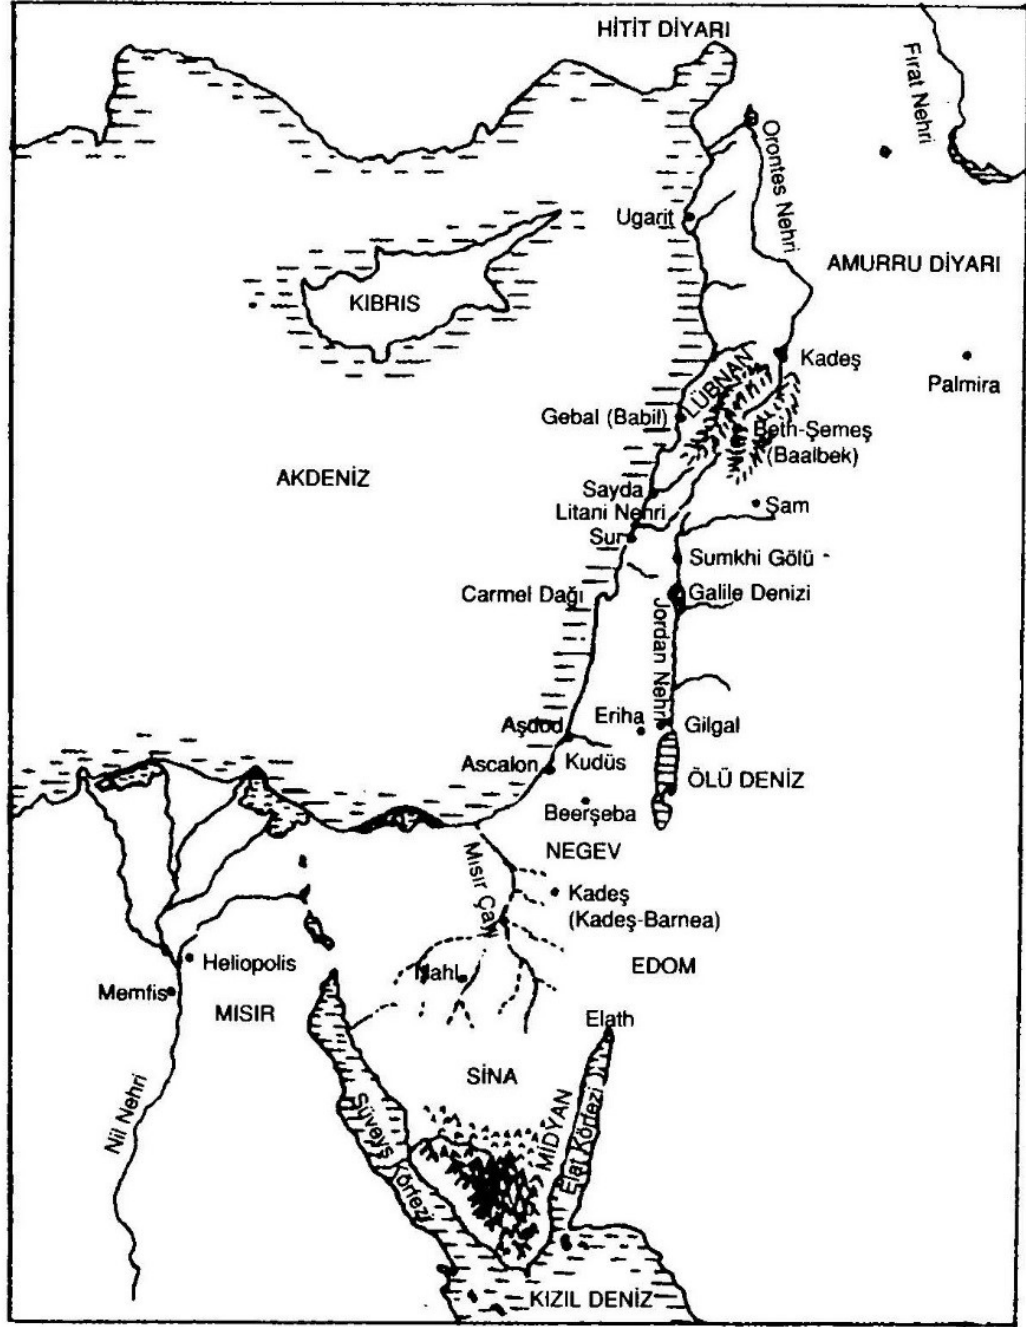 HİTİT DİYARI
Fırat Nehri
Orontes Nehri
Ugarit
AMURRU DİYARI
KIBRIS
Kadeş
LÜBNAN
Palmira
Gebal (Babil)
Beth-Şemeş
(Baalbek)
AKDENİZ
Sayda
Şam
Litani Nehri
Sur
Sumkhi Gölü
Carmel Dağı
Galile Denizi
Jordan Nehri
Aşdod
Eriha
Gilgal
Ascalon
Kudüs
ÖLÜ DENİZ
Beerşeba
NEGEV
Mısır Çayı
Kadeş
(Kadeş-Barnea)
Heliopolis
Nahl
EDOM
Memfis
MISIR
Elath
SİNA
Nil Nehri
Süveyş Körfezi
MİDYAN
Elat Körfezi
KIZIL DENİZ